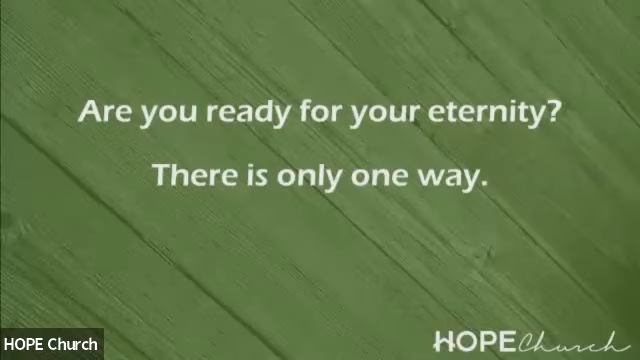 Are you ready for your eternity?
There is only one way.
HOPE Church
HOPE Church